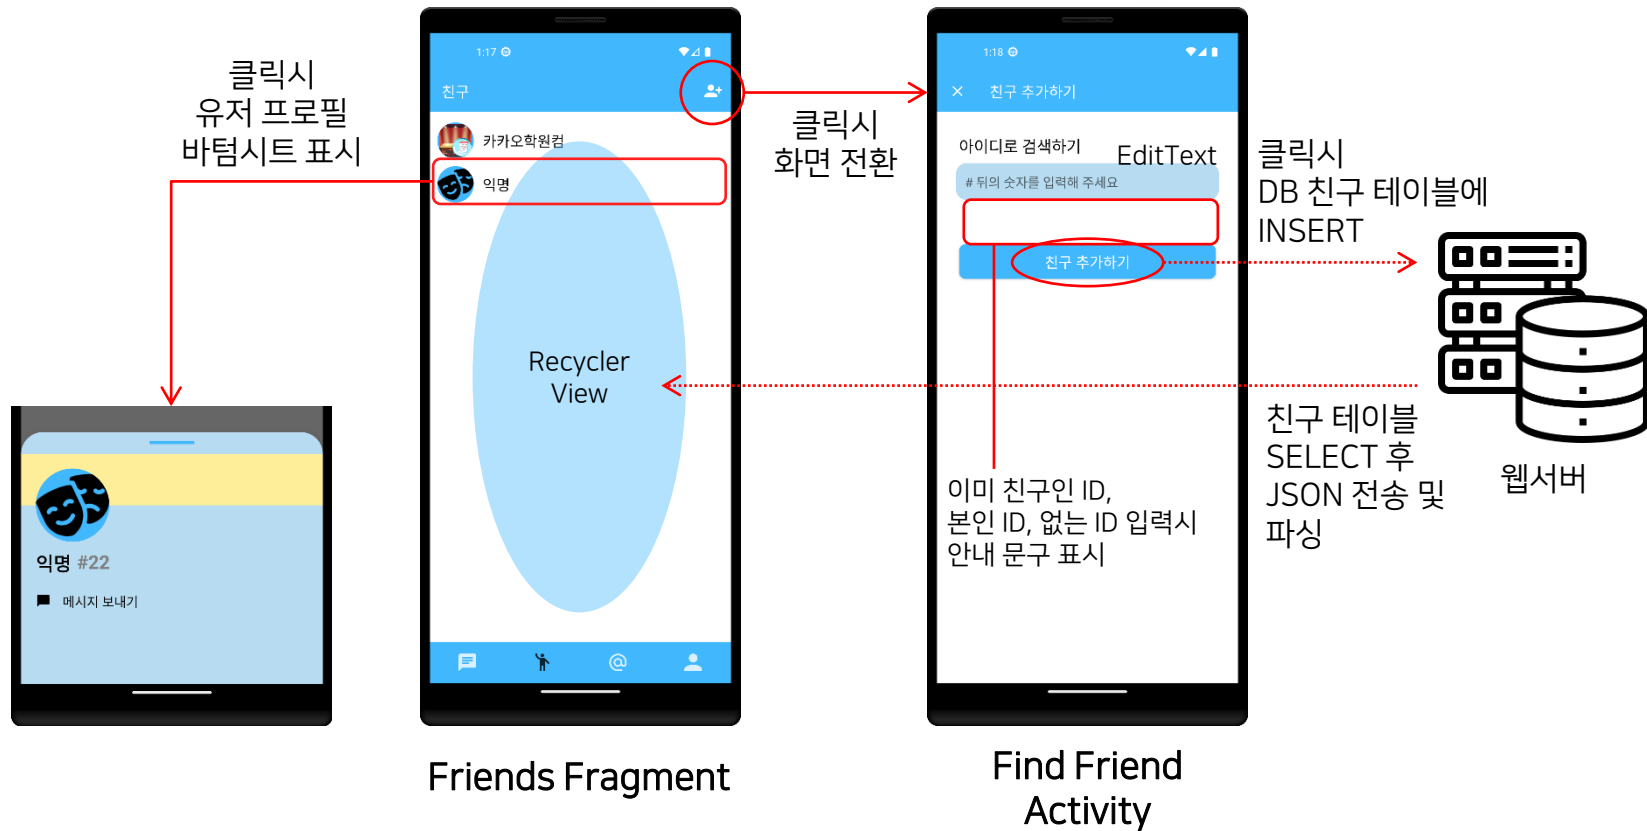 클릭시
유저 프로필
바텀시트 표시
1:17
친구
카카오학원컴
익명
Recycler
View
클릭시
화면 전환
1:18
친구 추가하기
아이디로 검색하기
EditText
# 뒤의 숫자를 입력해 주세요
친구 추가하기
클릭시
DB 친구 테이블에
INSERT
이미 친구인 ID,
본인 ID, 없는 ID 입력시
안내 문구 표시
친구 테이블
SELECT 후
JSON 전송 및
파싱
웹서버
익명 #22
메시지 보내기
Friends Fragment
Find Friend
Activity